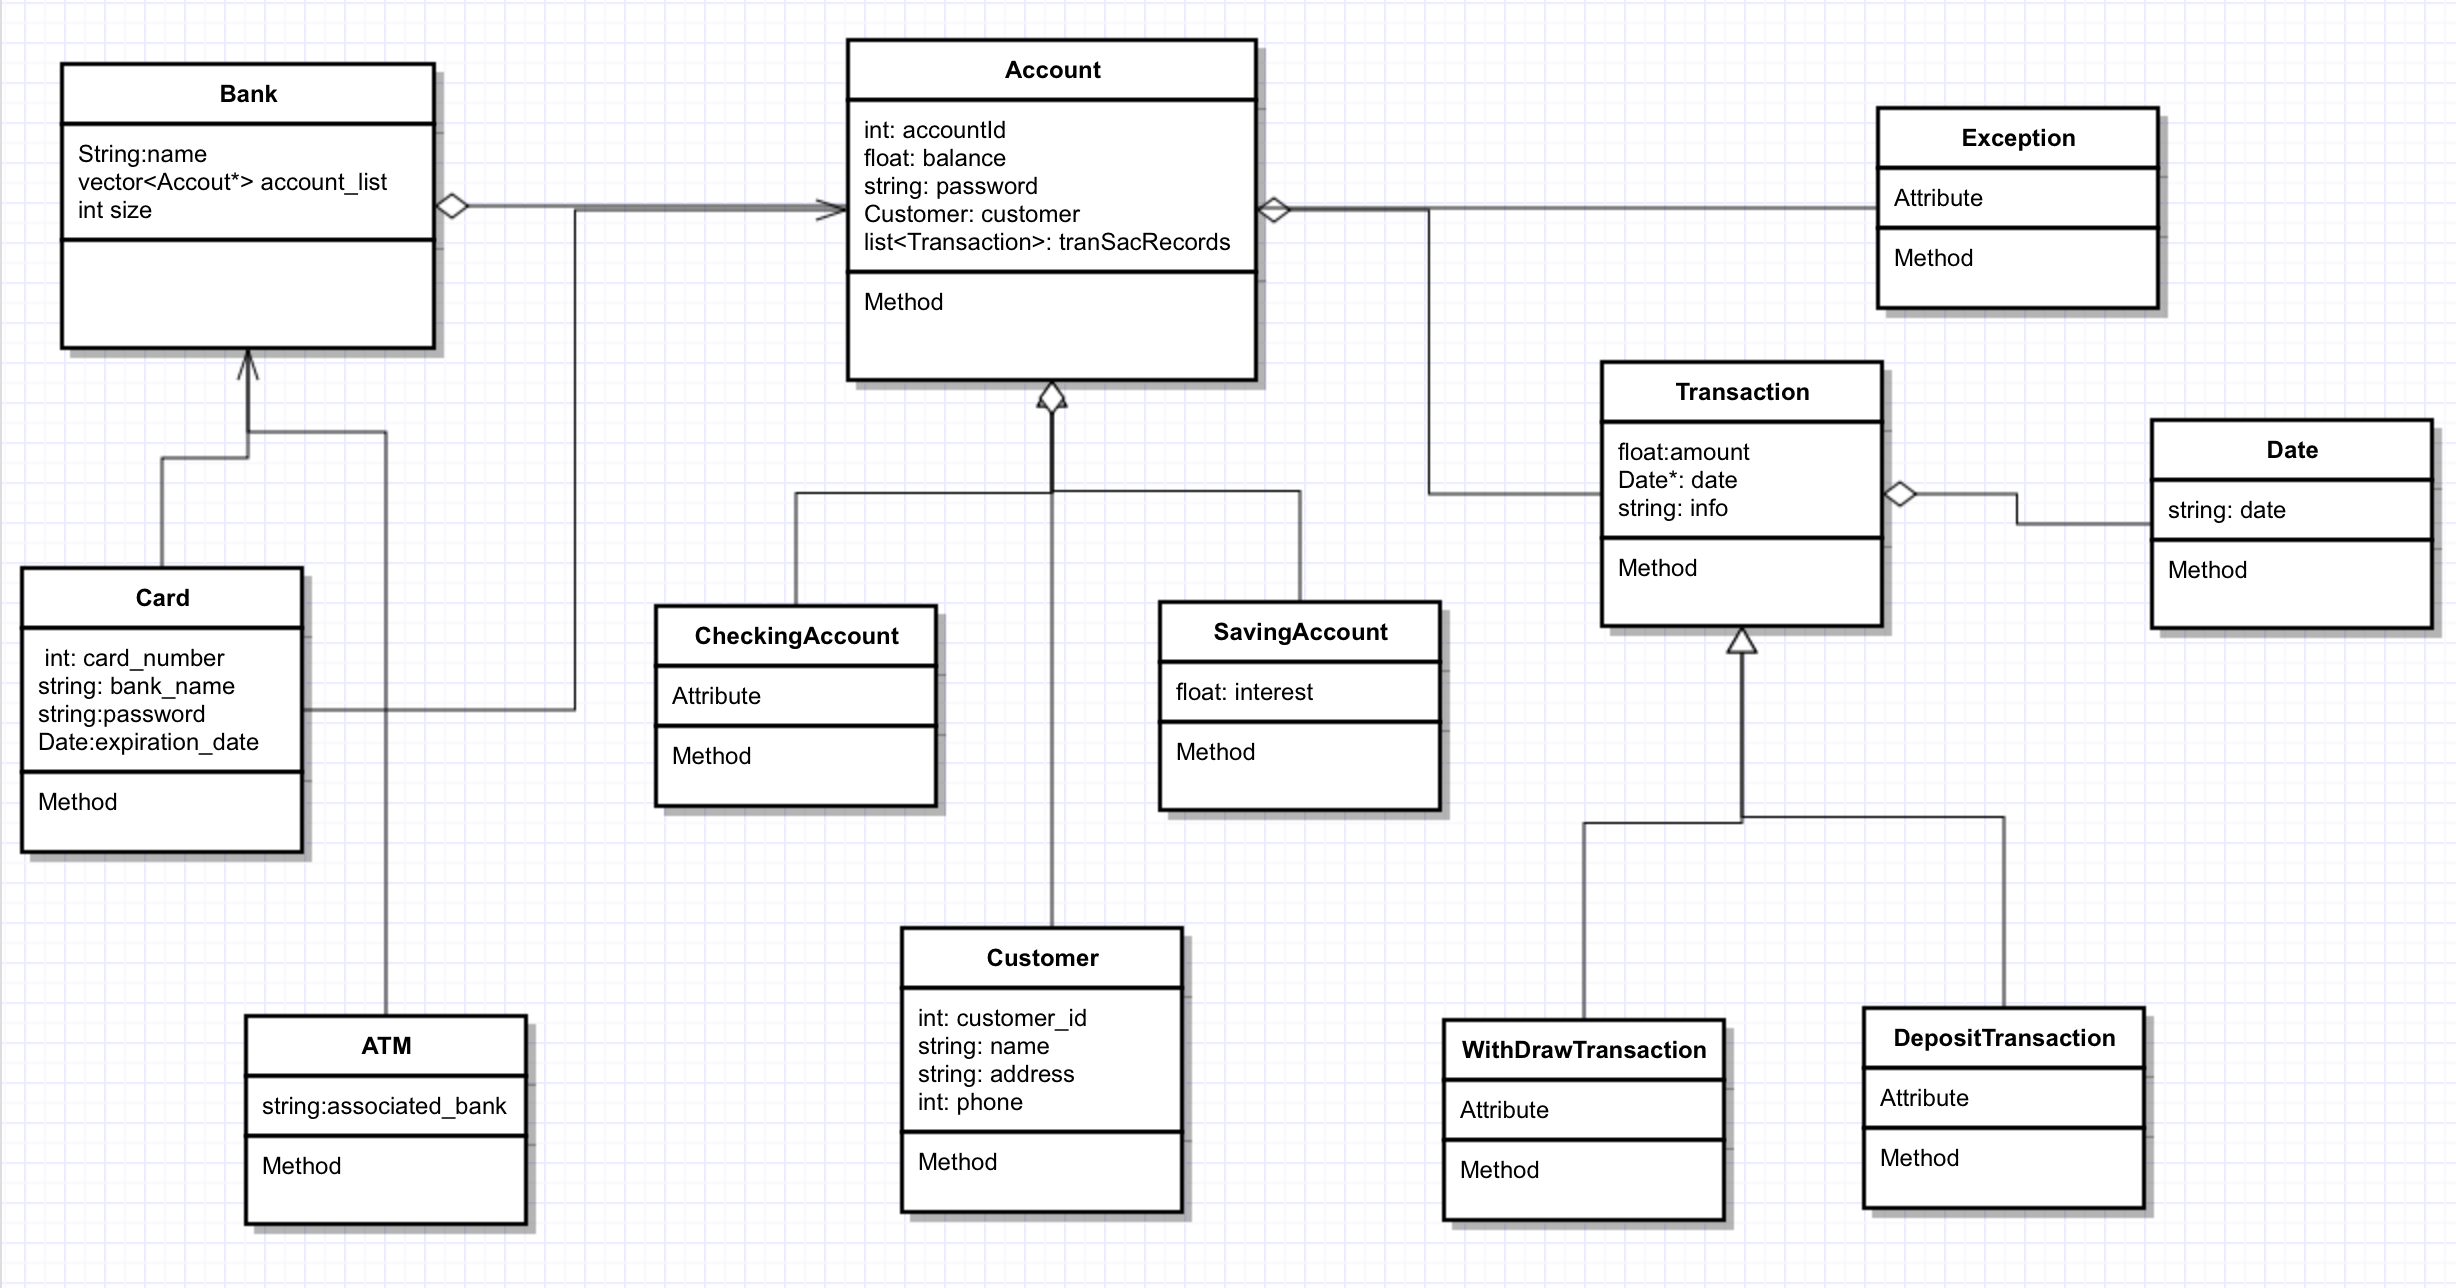 Bank
String:name
vector<Accout*> account_list
int size
Account
int: accountId
float: balance
string: password
Customer: customer
list<Transaction>: tranSacRecords
Method
Exception
Attribute
Method
Transaction
float:amount
Date*: date
string: info
Method
Date
string: date
Method
Card
int: card_number
string: bank_name
string:password
Date:expiration_date
Method
CheckingAccount
Attribute
Method
SavingAccount
float: interest
Method
ATM
string:associated_bank
Method
Customer
int: customer_id
string: name
string: address
int: phone
Method
WithDrawTransaction
Attribute
Method
DepositTransaction
Attribute
Method